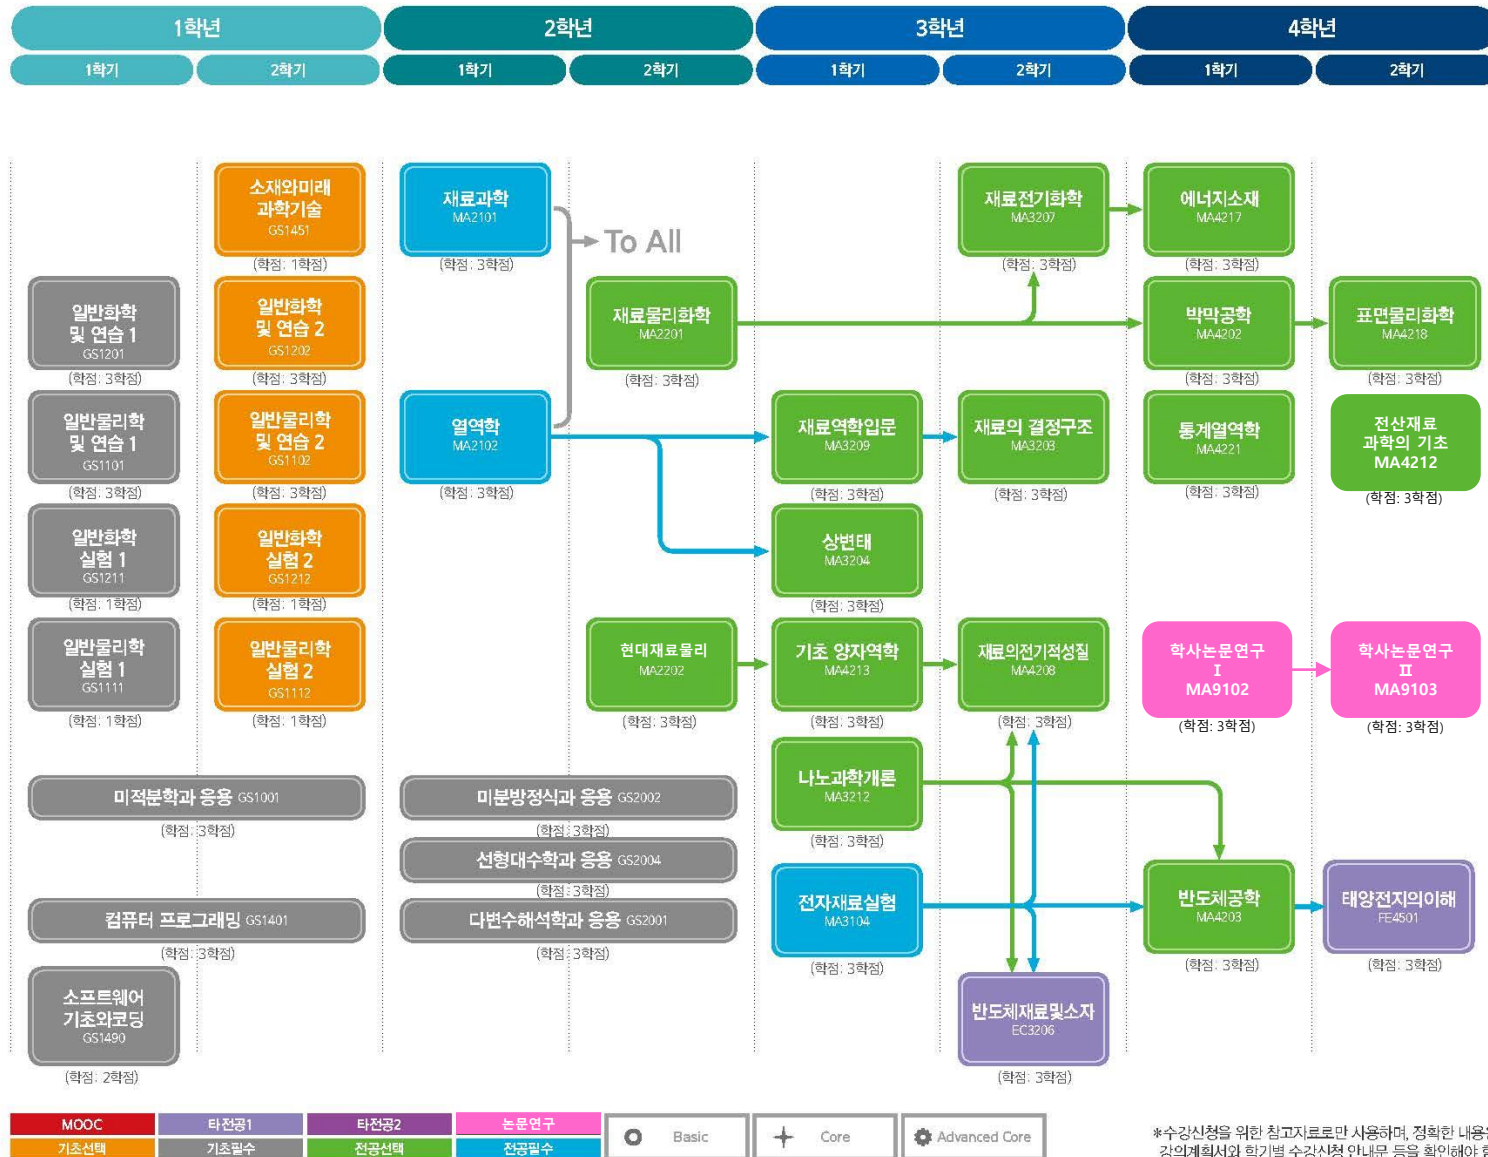 1학년
2학년
3학년
4학년
1학기
2학기
1학기
2학기
1학기
2학기
1학기
2학기
소재와미래
과학기술
GS1451
(학점: 1학점)
재료과학
MA2101
(학점: 3학점)
To All
재료전기화학
MA3207
(학점: 3학점)
에너지소재
MA4217
(학점: 3학점)
일반화학
및 연습 1
GS1201
(학점: 3학점)
일반화학
및 연습 2
GS1202
(학점: 3학점)
재료물리화학
MA2201
(학점: 3학점)
박막공학
MA4202
(학점: 3학점)
표면물리화학
MA4218
(학점: 3학점)
일반물리학
및 연습 1
GS1101
(학점: 3학점)
일반물리학
및 연습 2
GS1102
(학점: 3학점)
열역학
MA2102
(학점: 3학점)
재료역학입문
MA3209
(학점: 3학점)
재료의 결정구조
MA3203
(학점: 3학점)
통계열역학
MA4221
(학점: 3학점)
전산재료
과학의 기초
MA4212
(학점: 3학점)
일반화학
실험 1
GS1211
(학점: 1학점)
일반화학
실험 2
GS1212
(학점: 1학점)
상변태
MA3204
(학점: 3학점)
일반물리학
실험 1
GS1111
(학점: 1학점)
일반물리학
실험 2
GS1112
(학점: 1학점)
현대재료물리
MA2202
(학점: 3학점)
기초 양자역학
MA4213
(학점: 3학점)
재료의전기적성질
MA4208
(학점: 3학점)
학사논문연구
I
MA9102
(학점: 3학점)
학사논문연구
II
MA9103
(학점: 3학점)
미적분학과 응용 GS1001
(학점: 3학점)
미분방정식과 응용 GS2002
(학점: 3학점)
나노과학개론
MA3212
(학점: 3학점)
선형대수학과 응용 GS2004
(학점: 3학점)
컴퓨터 프로그래밍 GS1401
(학점: 3학점)
다변수해석학과 응용 GS2001
(학점: 3학점)
전자재료실험
MA3104
(학점: 3학점)
반도체공학
MA4203
(학점: 3학점)
태양전지의이해
FE4501
(학점: 3학점)
소프트웨어
기초와코딩
GS1490
(학점: 2학점)
반도체재료및소자
EC3206
(학점: 3학점)
MOOC
타전공1
타전공2
논문연구
기초선택
기초필수
전공선택
전공필수
Basic
Core
Advanced Core
*수강신청을 위한 참고자료로만 사용하며, 정확한 내용은
강의계획서와 학기별 수강신청 안내문 등을 확인해야 함